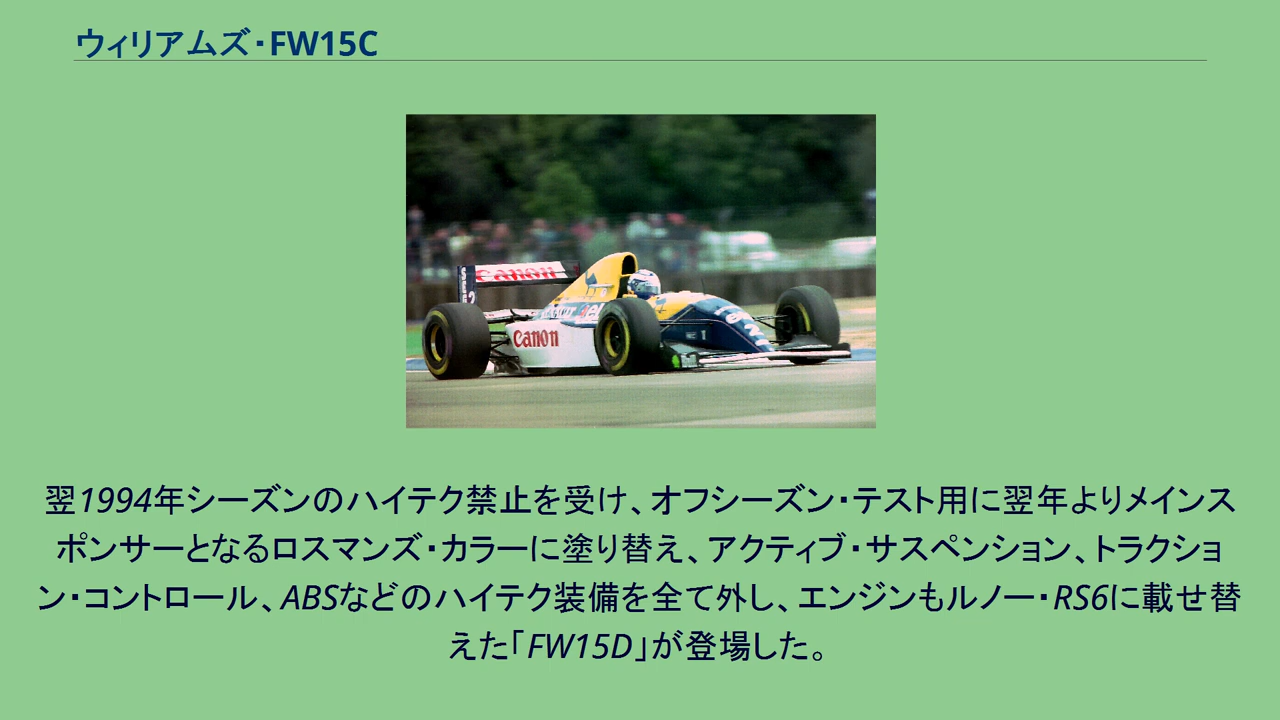 ウィリアムズ・FW15C
Canon
2
Canon
2
翌1994年シーズンのハイテク禁止を受け、オフシーズン・テスト用に翌年よりメインス
ポンサーとなるロスマンズ・カラーに塗り替え、アクティブ・サスペンション、トラクショ
ン・コントロール、ABSなどのハイテク装備を全て外し、エンジンもルノー・RS6に載せ替
えた「FW15D」が登場した。